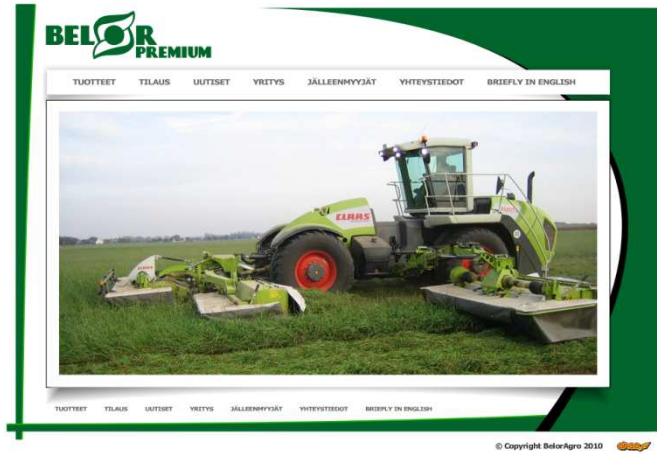 BELOR
PREMIUM
TUOTTEET TILAUS UUTISET YRITYS JÄLLEENMYYJÄT YHTEYSTIEDOT BRIEFLY IN ENGLISH
CLAAS
TUOTTEET TILAUS UUTISET YRITYS JÄLLEENMYYJÄT YHTEYSTIEDOT BRIEFLY IN ENGLISH
© Copyright BelorAgro 2010